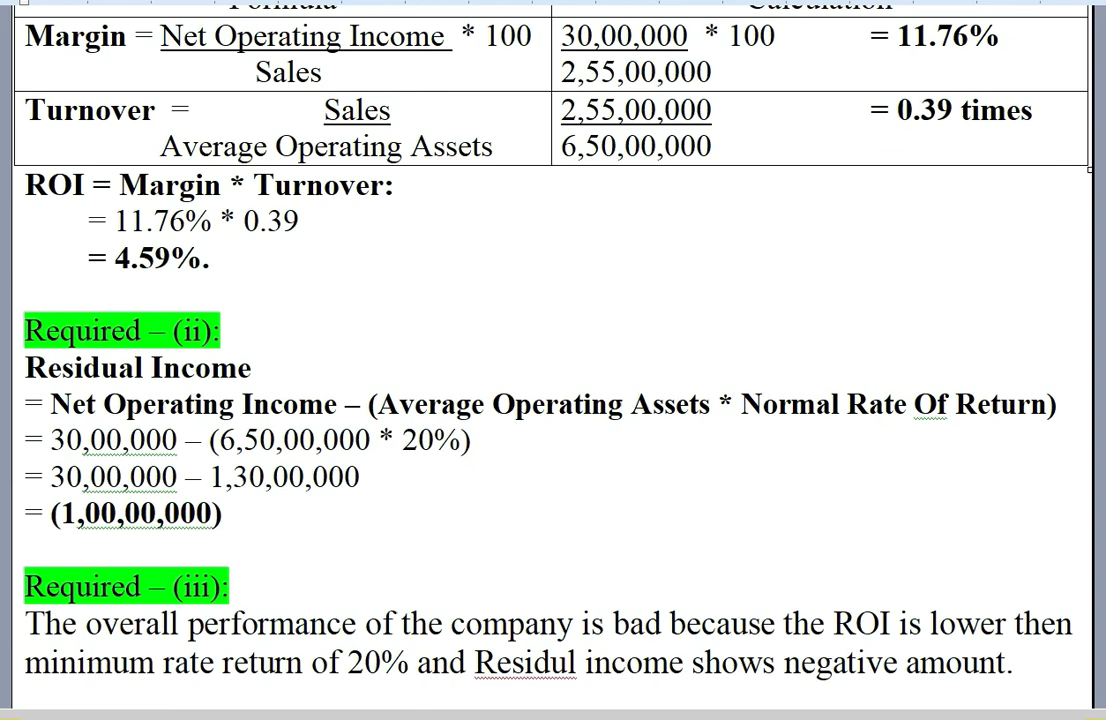 Margin = Net Operating Income * 100 30,00,000 * 100 = 11.76%
Sales 2,55,00,000
Turnover = Sales 2,55,00,000 = 0.39 times
Average Operating Assets 6,50,00,000
ROI = Margin * Turnover:
= 11.76% * 0.39
= 4.59%.
Required – (ii):
Residual Income
= Net Operating Income – (Average Operating Assets * Normal Rate Of Return)
= 30,00,000 – (6,50,00,000 * 20%)
= 30,00,000 – 1,30,00,000
= (1,00,00,000)
Required – (iii):
The overall performance of the company is bad because the ROI is lower then
minimum rate return of 20% and Residul income shows negative amount.